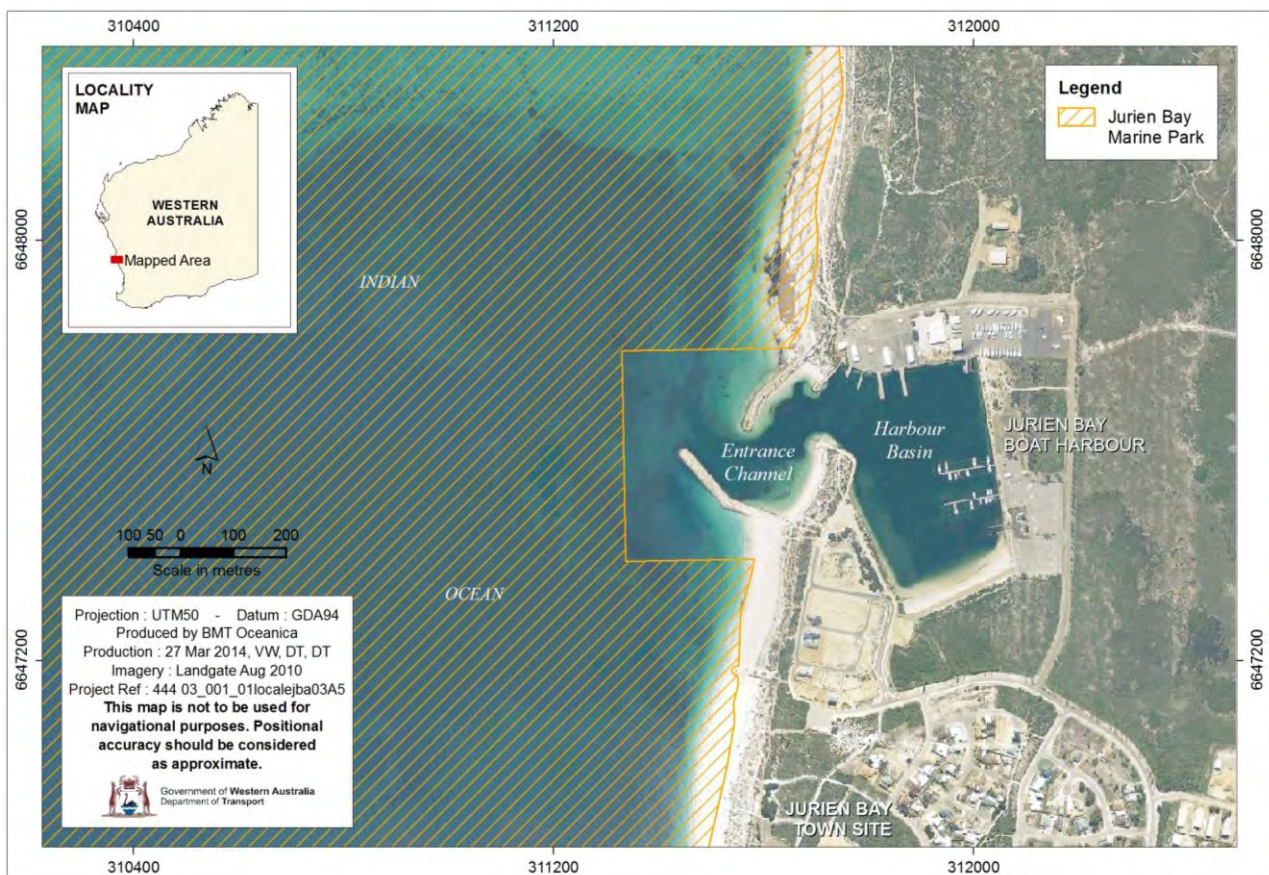 310400
311200
312000
LOCALITY
MAP
WESTERN
AUSTRALIA
Mapped Area
Legend
Jurien Bay
Marine Park
6648000
6648000
INDIAN
JURIEN BAY
BOAT HARBOUR
Harbour
Basin
Entrance
Channel
N
100 50 0 100 200
Scale in metres
OCEAN
Projection : UTM50 - Datum : GDA94
Produced by BMT Oceanica
Production : 27 Mar 2014, VW, DT, DT
Imagery : Landgate Aug 2010
Project Ref : 444 03_001_01localejba03A5
This map is not to be used for
navigational purposes. Positional
accuracy should be considered
as approximate.
Government of Western Australia
Department of Transport
6647200
6647200
JURIEN BAY
TOWN SITE
310400
311200
312000